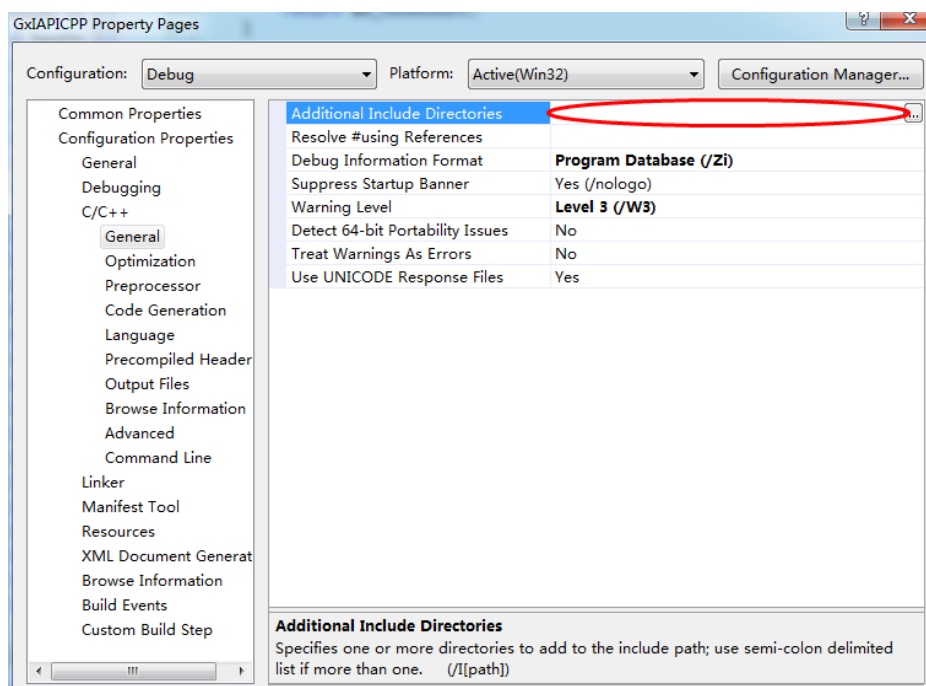 GxIAPICPP Property Pages
Configuration: Debug Platform: Active(Win32) Configuration Manager...
Common Properties
Configuration Properties
General
Debugging
C/C++
General
Optimization
Preprocessor
Code Generation
Language
Precompiled Header
Output Files
Browse Information
Advanced
Command Line
Linker
Manifest Tool
Resources
XML Document Generat
Browse Information
Build Events
Custom Build Step
Additional Include Directories ...
Resolve #using References
Debug Information Format Program Database (/Zi)
Suppress Startup Banner Yes (/nologo)
Warning Level Level 3 (/W3)
Detect 64-bit Portability Issues No
Treat Warnings As Errors No
Use UNICODE Response Files Yes
Additional Include Directories
Specifies one or more directories to add to the include path; use semi-colon delimited
list if more than one. (/I[path])